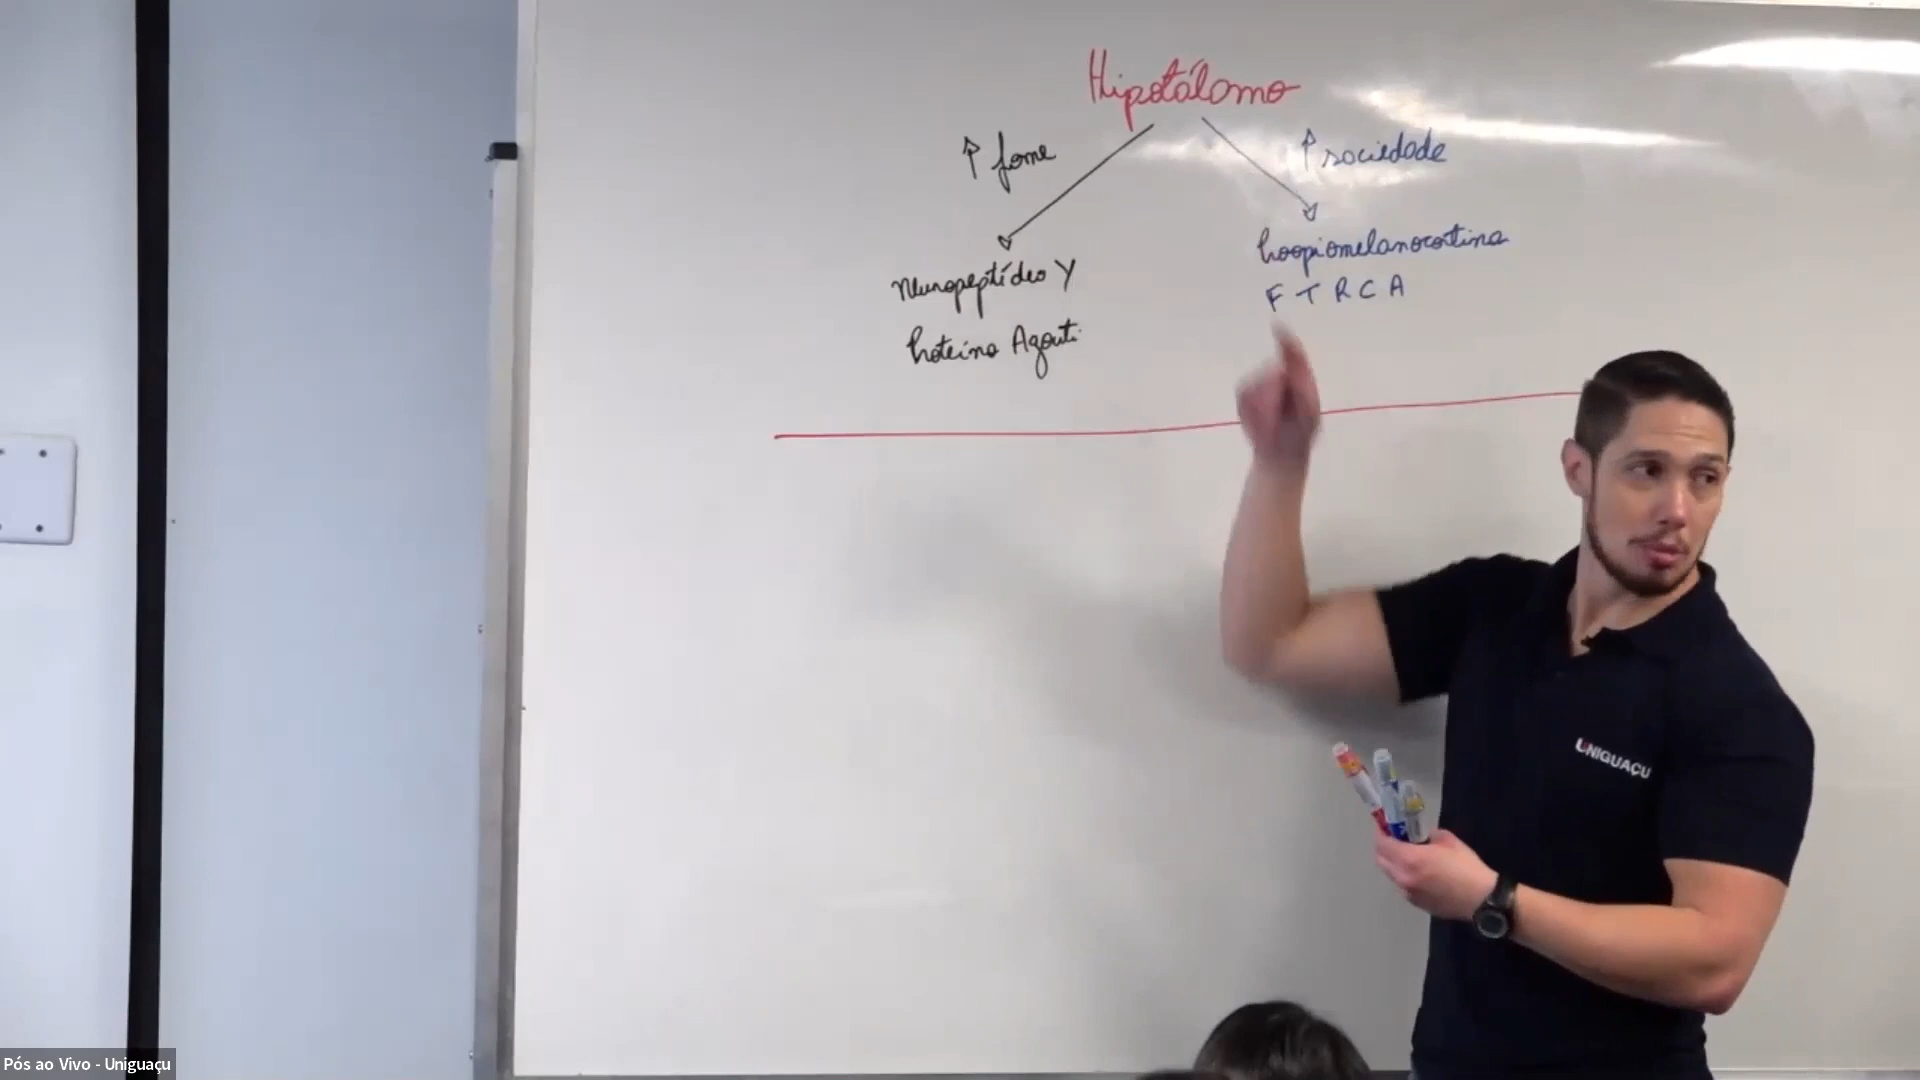 Hipotálamo
↑ fome
↑ saciedade
Neuropeptídeo Y
Proteína Agouti
Proopiomelanocortina
F T R C A
UNIGUAÇU
Pós ao Vivo - Uniguaçu